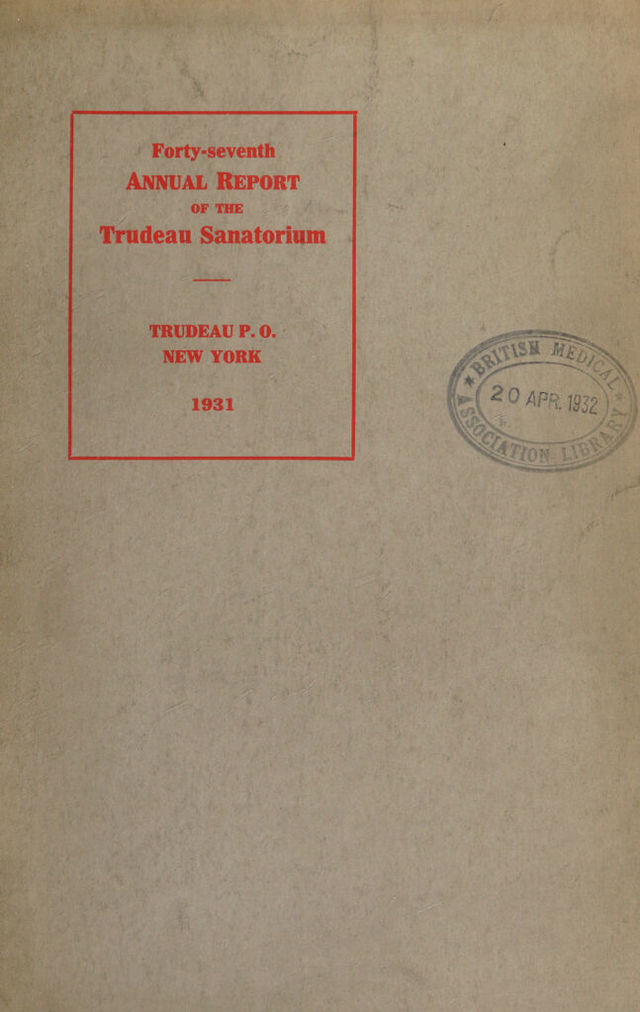 Forty-seventh
ANNUAL REPORT
OF THE
Trudeau Sanatorium
TRUDEAU P. O.
NEW YORK
1931
BRITISH MEDICAL
20 APR. 1932
ASSOCIATION LIBRARY